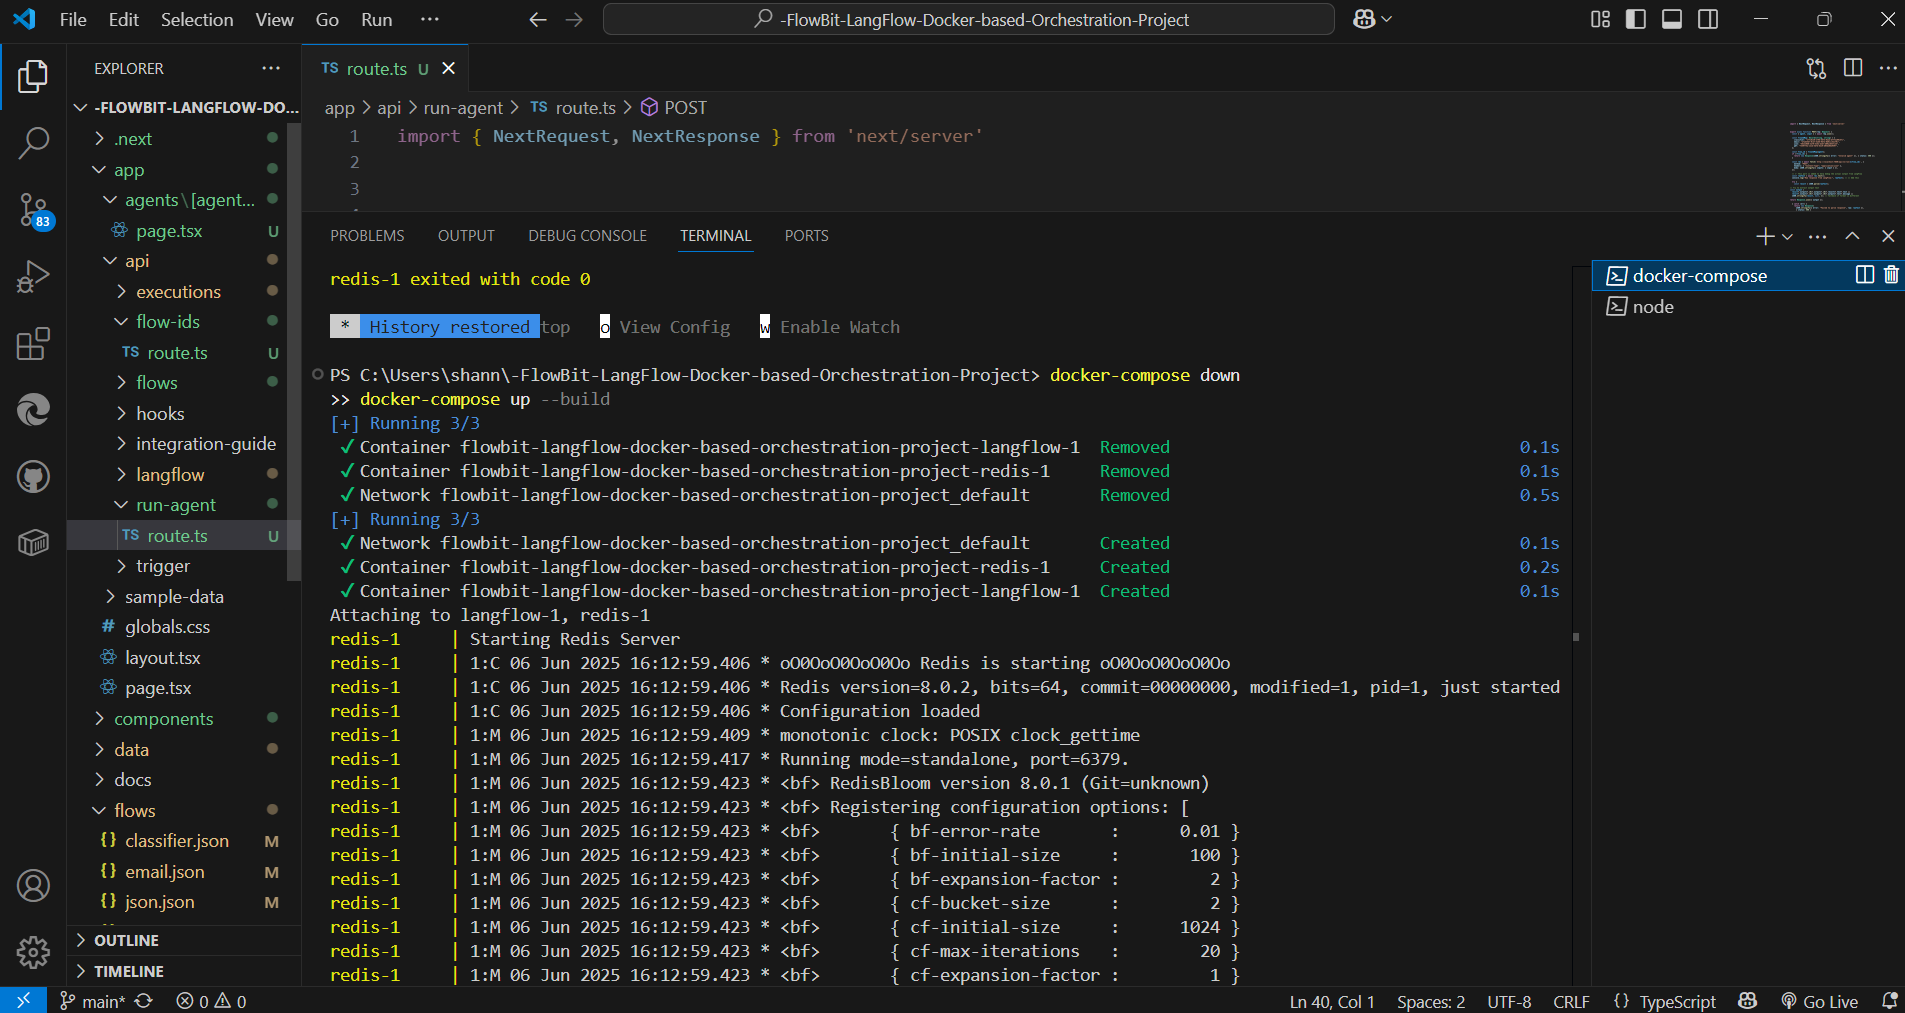 File Edit Selection View Go Run ...
-FlowBit-LangFlow-Docker-based-Orchestration-Project
EXPLORER
-FLOWBIT-LANGFLOW-DO...
.next
app
agents\[agent...
page.tsx U
api
executions
flow-ids
TS route.ts U
flows
hooks
integration-guide
langflow
run-agent
TS route.ts U
trigger
sample-data
# globals.css
layout.tsx
page.tsx
components
data
docs
flows
{} classifier.json M
{} email.json M
{} json.json M
OUTLINE
TIMELINE
83
TS route.ts U
app > api > run-agent > TS route.ts > POST
1 import { NextRequest, NextResponse } from 'next/server'
2
3
PROBLEMS OUTPUT DEBUG CONSOLE TERMINAL PORTS
redis-1 exited with code 0
* History restored top o View Config w Enable Watch
PS C:\Users\shann\-FlowBit-LangFlow-Docker-based-Orchestration-Project> docker-compose down
>> docker-compose up --build
[+] Running 3/3
✔ Container flowbit-langflow-docker-based-orchestration-project-langflow-1 Removed 0.1s
✔ Container flowbit-langflow-docker-based-orchestration-project-redis-1 Removed 0.1s
✔ Network flowbit-langflow-docker-based-orchestration-project_default Removed 0.5s
[+] Running 3/3
✔ Network flowbit-langflow-docker-based-orchestration-project_default Created 0.1s
✔ Container flowbit-langflow-docker-based-orchestration-project-redis-1 Created 0.2s
✔ Container flowbit-langflow-docker-based-orchestration-project-langflow-1 Created 0.1s
Attaching to langflow-1, redis-1
redis-1 | Starting Redis Server
redis-1 | 1:C 06 Jun 2025 16:12:59.406 * oO0OoO0OoO0Oo Redis is starting oO0OoO0OoO0Oo
redis-1 | 1:C 06 Jun 2025 16:12:59.406 * Redis version=8.0.2, bits=64, commit=00000000, modified=1, pid=1, just started
redis-1 | 1:C 06 Jun 2025 16:12:59.406 * Configuration loaded
redis-1 | 1:M 06 Jun 2025 16:12:59.409 * monotonic clock: POSIX clock_gettime
redis-1 | 1:M 06 Jun 2025 16:12:59.417 * Running mode=standalone, port=6379.
redis-1 | 1:M 06 Jun 2025 16:12:59.423 * <bf> RedisBloom version 8.0.1 (Git=unknown)
redis-1 | 1:M 06 Jun 2025 16:12:59.423 * <bf> Registering configuration options: [
redis-1 | 1:M 06 Jun 2025 16:12:59.423 * <bf> { bf-error-rate : 0.01 }
redis-1 | 1:M 06 Jun 2025 16:12:59.423 * <bf> { bf-initial-size : 100 }
redis-1 | 1:M 06 Jun 2025 16:12:59.423 * <bf> { bf-expansion-factor : 2 }
redis-1 | 1:M 06 Jun 2025 16:12:59.423 * <bf> { cf-bucket-size : 2 }
redis-1 | 1:M 06 Jun 2025 16:12:59.423 * <bf> { cf-initial-size : 1024 }
redis-1 | 1:M 06 Jun 2025 16:12:59.423 * <bf> { cf-max-iterations : 20 }
redis-1 | 1:M 06 Jun 2025 16:12:59.423 * <bf> { cf-expansion-factor : 1 }
docker-compose
node
main* 0 0
Ln 40, Col 1 Spaces: 2 UTF-8 CRLF {} TypeScript Go Live